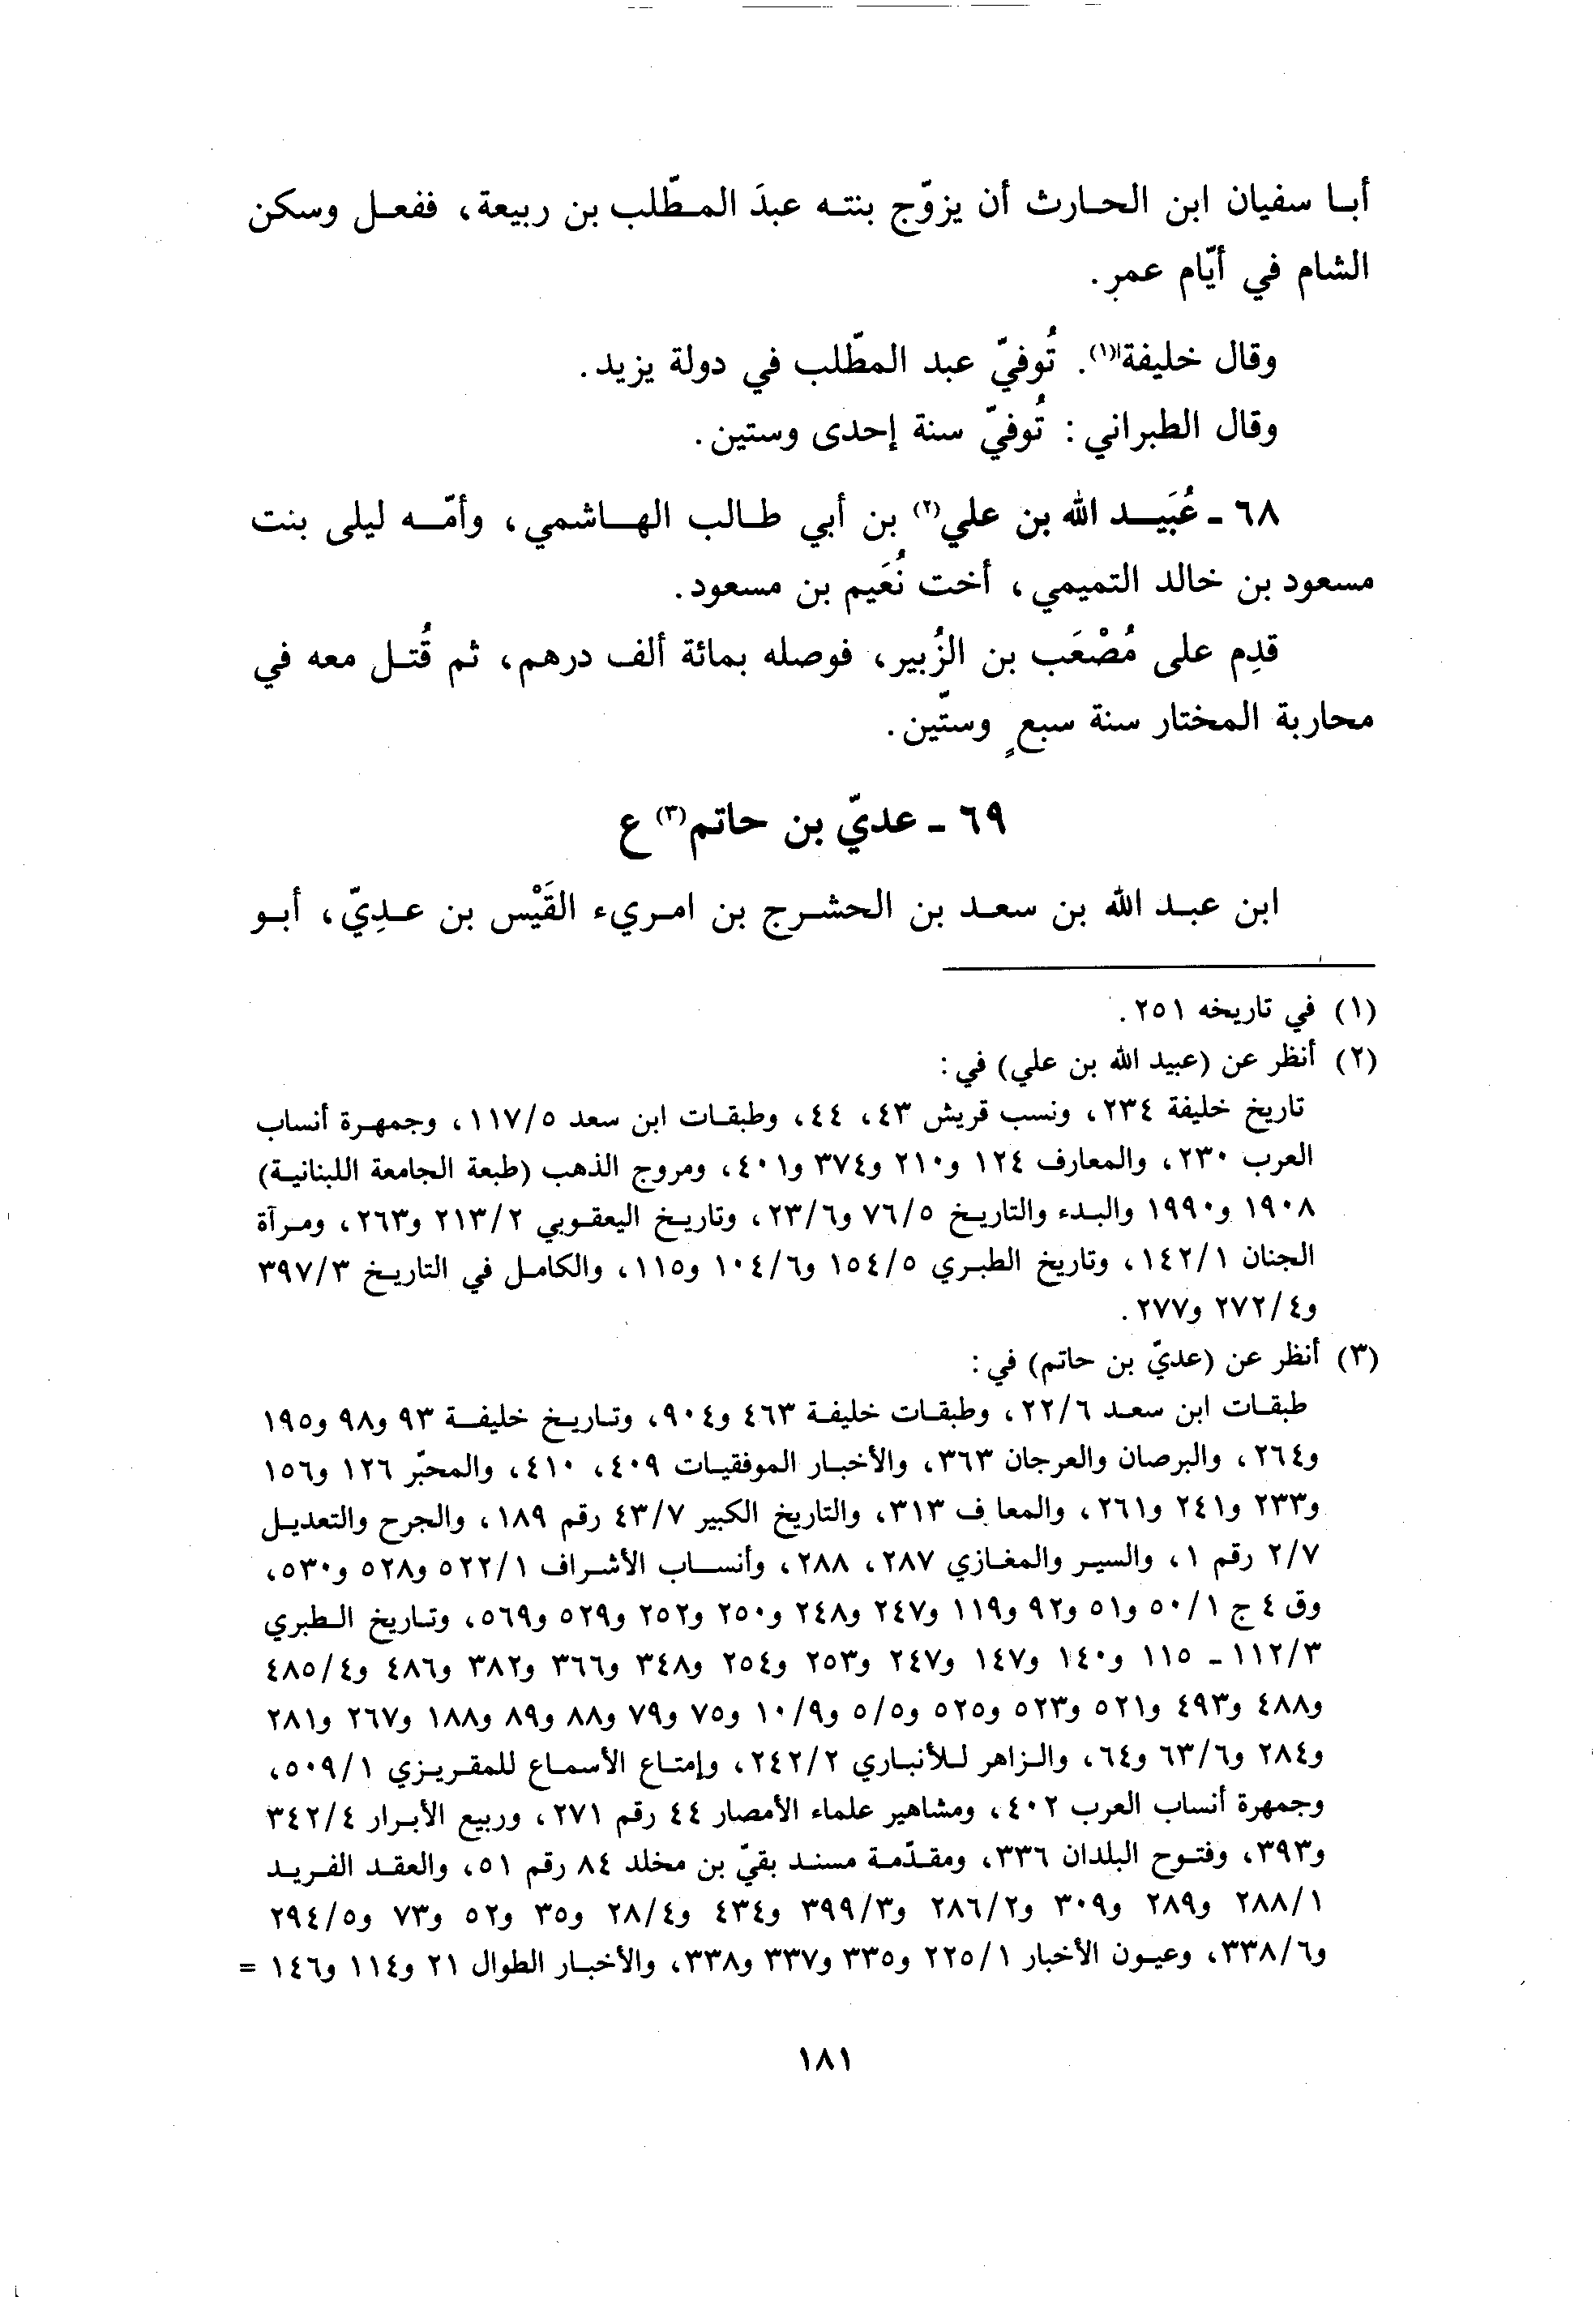 أبا سفيان ابن الحارث أن يزوّج بنته عبدَ المطّلب بن ربيعة، ففعل وسكن
الشام في أيّام عمر.
وقال خليفة(١). تُوفيّ عبد المطّلب في دولة يزيد.
وقال الطبراني: تُوفيّ سنة إحدى وستين.
٦٨ - عُبَيد الله بن علي(٢) بن أبي طالب الهاشمي، وأمّه ليلى بنت
مسعود بن خالد التميمي، أخت نُعَيم بن مسعود.
قدِم على مُصْعَب بن الزُبير، فوصله بمائة ألف درهم، ثم قُتل معه في
محاربة المختار سنة سبعٍ وستّين.
٦٩ - عديّ بن حاتم(٣) ع
ابن عبد الله بن سعد بن الحشرج بن امريء القَيْس بن عدِيّ، أبو
(١) في تاريخه ٢٥١.
(٢) أنظر عن (عبيد الله بن علي) في:
تاريخ خليفة ٢٣٤، ونسب قريش ٤٣، ٤٤، وطبقات ابن سعد ١١٧/٥، وجمهرة أنساب
العرب ٢٣٠، والمعارف ١٢٤ و٢١٠ و٣٧٤ و٤٠١، ومروج الذهب (طبعة الجامعة اللبنانية)
١٩٠٨ و١٩٩٠ والبدء والتاريخ ٧٦/٥ و٢٣/٦، وتاريخ اليعقوبي ٢١٣/٢ و٢٦٣، ومرآة
الجنان ١٤٢/١، وتاريخ الطبري ١٥٤/٥ و١٠٤/٦ و١١٥، والكامل في التاريخ ٣٩٧/٣
و٢٧٢/٤ و٢٧٧.
(٣) أنظر عن (عديّ بن حاتم) في:
طبقات ابن سعد ٢٢/٦، وطبقات خليفة ٤٦٣ و٩٠٤، وتاريخ خليفة ٩٣ و٩٨ و١٩٥
و٢٦٤، والبرصان والعرجان ٣٦٣، والأخبار الموفقيات ٤٠٩، ٤١٠، والمحبّر ١٢٦ و١٥٦
و٢٣٣ و٢٤١ و٢٦١، والمعارف ٣١٣، والتاريخ الكبير ٤٣/٧ رقم ١٨٩، والجرح والتعديل
٢/٧ رقم ١، والسير والمغازي ٢٨٧، ٢٨٨، وأنساب الأشراف ٥٢٢/١ و٥٢٨ و٥٣٠،
وق ٤ ج ٥٠/١ و٥١ و٩٢ و١١٩ و٢٤٧ و٢٤٨ و٢٥٠ و٢٥٢ و٥٢٩ و٥٦٩، وتاريخ الطبري
١١٢/٣ - ١١٥ و١٤٠ و١٤٧ و٢٤٧ و٢٥٣ و٢٥٤ و٣٤٨ و٣٦٦ و٣٨٢ و٤٨٦ و٤٨٥/٤
و٤٨٨ و٤٩٣ و٥٢١ و٥٢٣ و٥٢٥ و٥/٥ و١٠/٩ و٧٥ و٧٩ و٨٨ و٨٩ و١٨٨ و٢٦٧ و٢٨١
و٢٨٤ و٦٣/٦ و٦٤، والزاهر للأنباري ٢٤٢/٢، وإمتاع الأسماع للمقريزي ٥٠٩/١،
وجمهرة أنساب العرب ٤٠٢، ومشاهير علماء الأمصار ٤٤ رقم ٢٧١، وربيع الأبرار ٣٤٢/٤
و٣٩٣، وفتوح البلدان ٣٣٦، ومقدّمة مسند بقيّ بن مخلد ٨٤ رقم ٥١، والعقد الفريد
٢٨٨/١ و٢٨٩ و٣٠٩ و٢٨٦/٢ و٣٩٩/٣ و٤٣٤ و٢٨/٤ و٣٥ و٥٢ و٧٣ و٢٩٤/٥
و٣٣٨/٦، وعيون الأخبار ٢٢٥/١ و٣٣٥ و٣٣٧ و٣٣٨، والأخبار الطوال ٢١ و١١٤ و١٤٦ =
١٨١